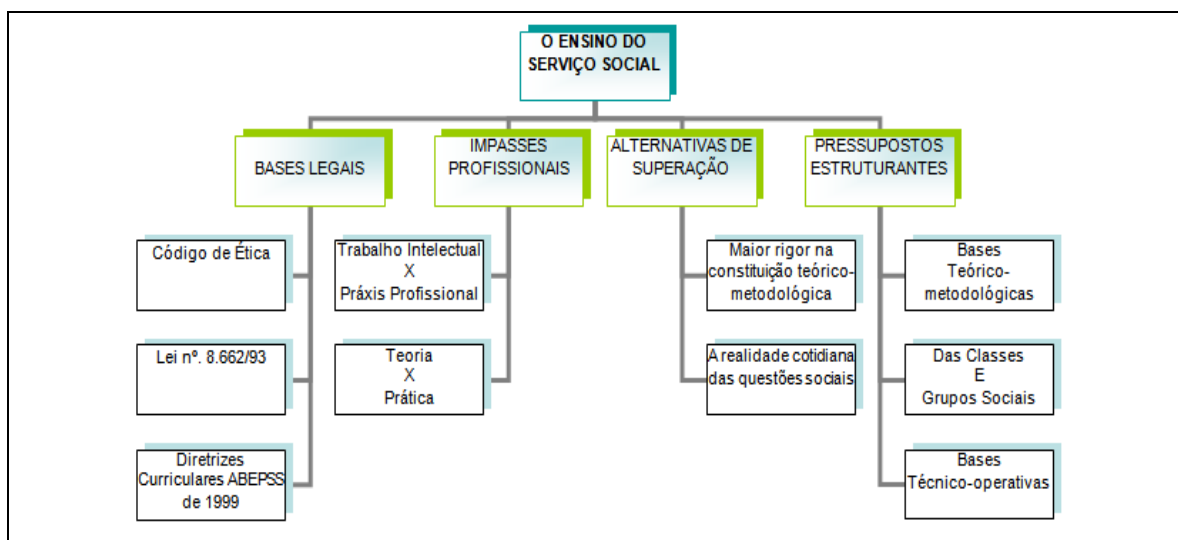 O ENSINO DO
SERVIÇO SOCIAL
BASES LEGAIS
IMPASSES
PROFISSIONAIS
ALTERNATIVAS DE
SUPERAÇÃO
PRESSUPOSTOS
ESTRUTURANTES
Código de Ética
Lei nº. 8.662/93
Diretrizes
Curriculares ABEPSS
de 1999
Trabalho Intelectual
X
Práxis Profissional
Teoria
X
Prática
Maior rigor na
constituição teórico-
metodológica
A realidade cotidiana
das questões sociais
Bases
Teórico-
metodológicas
Das Classes
E
Grupos Sociais
Bases
Técnico-operativas